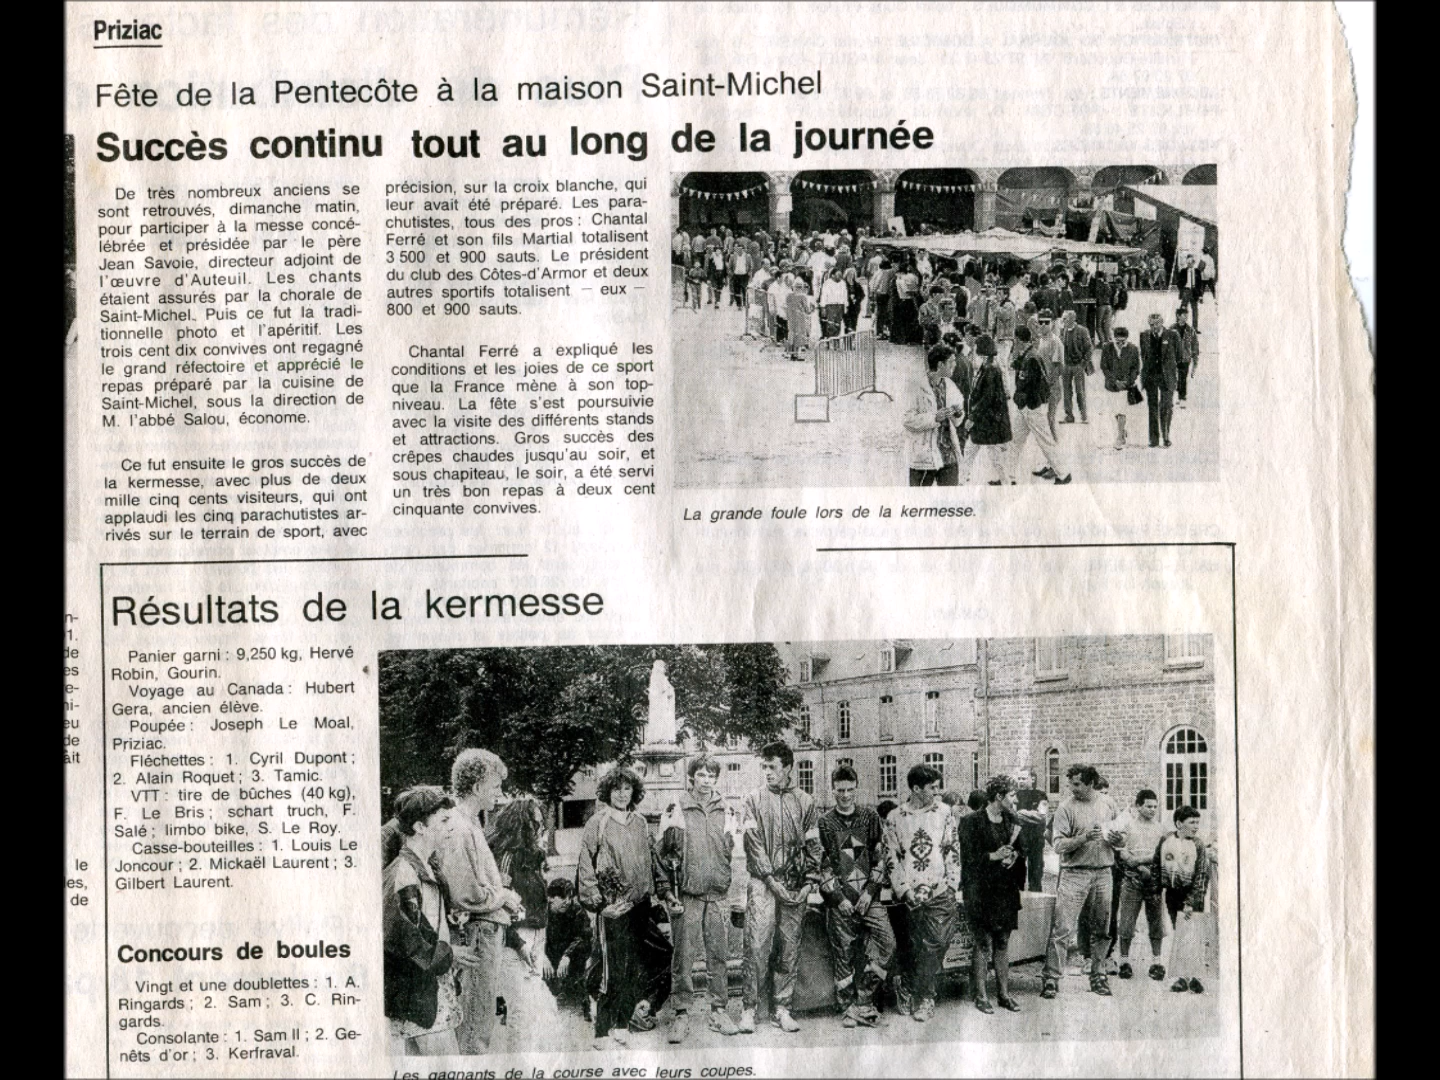 Priziac
Fête de la Pentecôte à la maison Saint-Michel
Succès continu tout au long de la journée
De très nombreux anciens se
sont retrouvés, dimanche matin,
pour participer à la messe concé-
lébrée et présidée par le père
Jean Savoie, directeur adjoint de
l'œuvre d'Auteuil. Les chants
étaient assurés par la chorale de
Saint-Michel. Puis ce fut la tradi-
tionnelle photo et l'apéritif. Les
trois cent dix convives ont regagné
le grand réfectoire et apprécié le
repas préparé par la cuisine de
Saint-Michel, sous la direction de
M. l'abbé Salou, économe.
Ce fut ensuite le gros succès de
la kermesse, avec plus de deux
mille cinq cents visiteurs, qui ont
applaudi les cinq parachutistes ar-
rivés sur le terrain de sport, avec
précision, sur la croix blanche, qui
leur avait été préparé. Les para-
chutistes, tous des pros : Chantal
Ferré et son fils Martial totalisent
3 500 et 900 sauts. Le président
du club des Côtes-d'Armor et deux
autres sportifs totalisent — eux —
800 et 900 sauts.
Chantal Ferré a expliqué les
conditions et les joies de ce sport
que la France mène à son top-
niveau. La fête s'est poursuivie
avec la visite des différents stands
et attractions. Gros succès des
crêpes chaudes jusqu'au soir, et
sous chapiteau, le soir, a été servi
un très bon repas à deux cent
cinquante convives.
La grande foule lors de la kermesse.
Résultats de la kermesse
Panier garni : 9,250 kg, Hervé
Robin, Gourin.
Voyage au Canada : Hubert
Gera, ancien élève.
Poupée : Joseph Le Moal,
Priziac.
Fléchettes : 1. Cyril Dupont ;
2. Alain Roquet ; 3. Tamic.
VTT : tire de bûches (40 kg),
F. Le Bris ; schart truch, F.
Salé ; limbo bike, S. Le Roy.
Casse-bouteilles : 1. Louis Le
Joncour ; 2. Mickaël Laurent ; 3.
Gilbert Laurent.
Concours de boules
Vingt et une doublettes : 1. A.
Ringards ; 2. Sam ; 3. C. Rin-
gards.
Consolante : 1. Sam II ; 2. Ge-
nêts d'or ; 3. Kerfraval.
Les gagnants de la course avec leurs coupes.